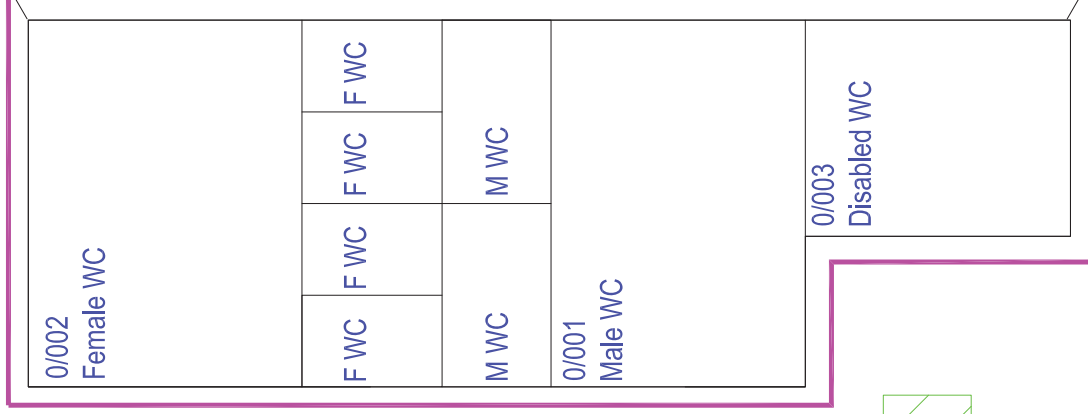 0/002
Female WC
F WC
F WC
F WC
F WC
M WC
M WC
0/001
Male WC
0/003
Disabled WC